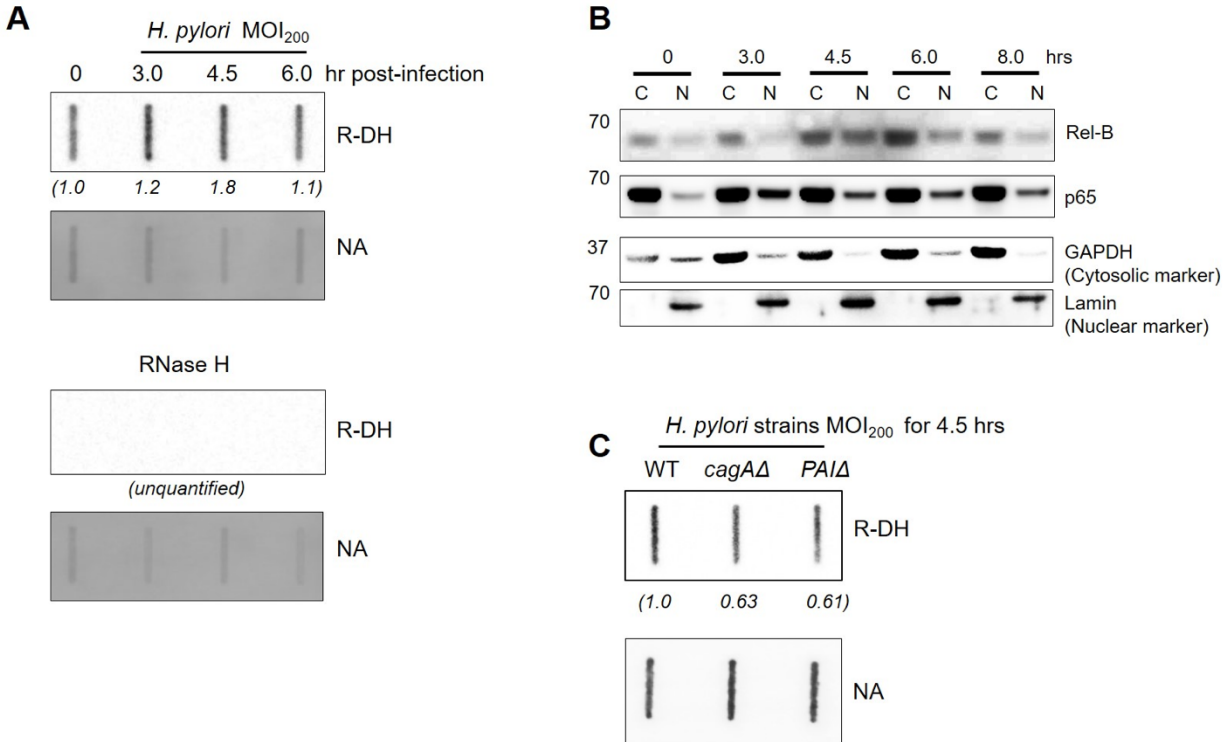 A
H. pylori MOI200
0 3.0 4.5 6.0 hr post-infection
R-DH
(1.0 1.2 1.8 1.1)
NA
RNase H
R-DH
(unquantified)
NA
B
0 3.0 4.5 6.0 8.0 hrs
C N C N C N C N C N
70
Rel-B
70
p65
37
GAPDH
(Cytosolic marker)
70
Lamin
(Nuclear marker)
C
H. pylori strains MOI200 for 4.5 hrs
WT cagAΔ PAIΔ
R-DH
(1.0 0.63 0.61)
NA